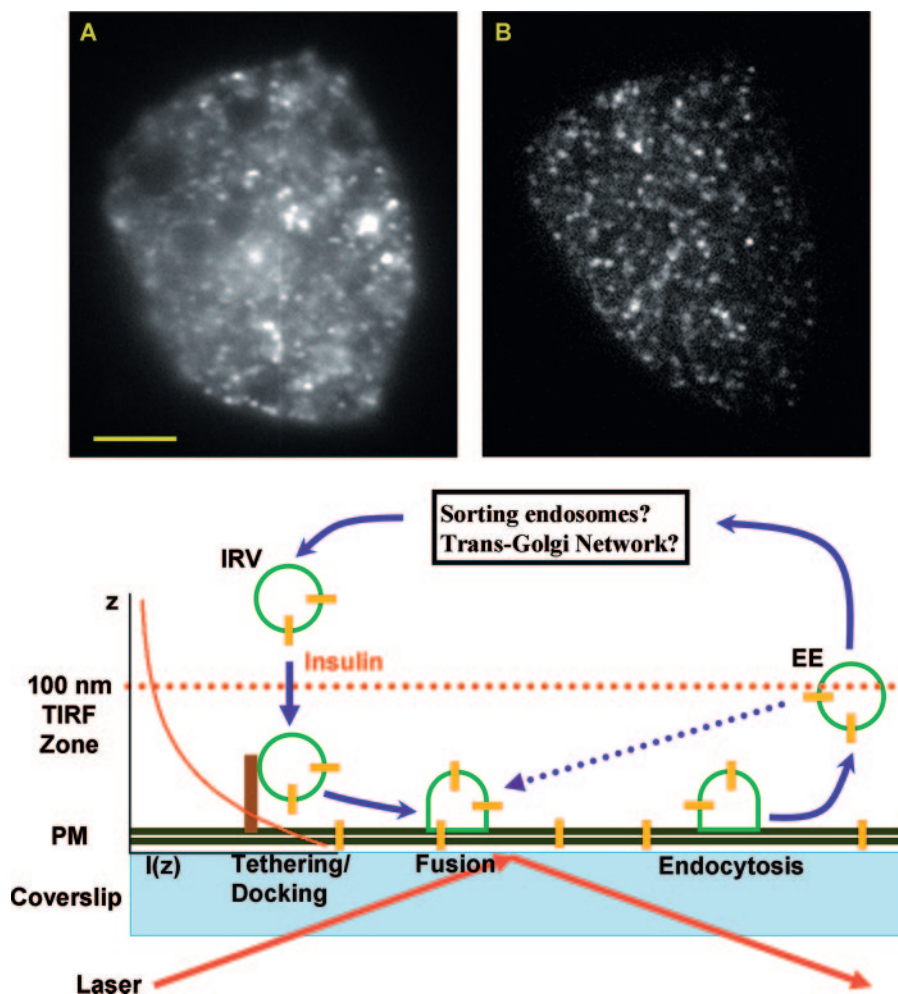 A
B
Sorting endosomes?
Trans-Golgi Network?
IRV
z
Insulin
EE
100 nm
TIRF
Zone
PM
I(z)
Tethering/
Docking
Fusion
Endocytosis
Coverslip
Laser